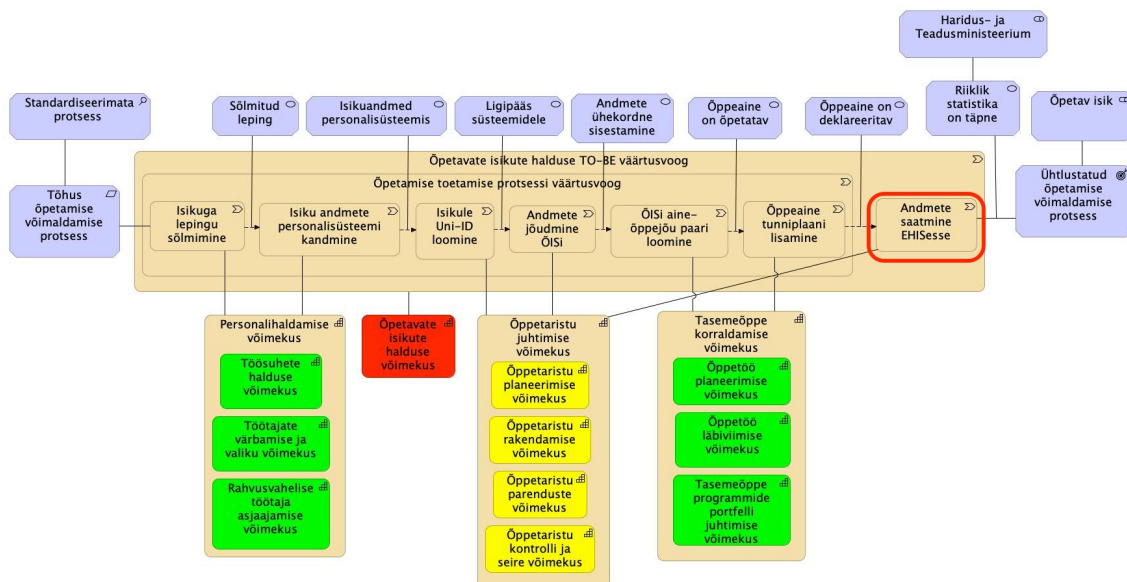 Haridus- ja
Teadusministeerium
Standardiseerimata
protsess
Sõlmitud
leping
Isikuandmed
personalisüsteemis
Ligipääs
süsteemidele
Andmete
ühekordne
sisestamine
Õppeaine
on õpetatav
Õppeaine on
deklareeritav
Riiklik
statistika
on täpne
Õpetav isik
Õpetavate isikute halduse TO-BE väärtusvoog
Õpetamise toetamise protsessi väärtusvoog
Tõhus
õpetamise
võimaldamise
protsess
Isikuga
lepingu
sõlmimine
Isiku andmete
personalisüsteemi
kandmine
Isikule
Uni-ID
loomine
Andmete
jõudmine
ÕISi
ÕISi aine-
õppejõu paari
loomine
Õppeaine
tunniplaani
lisamine
Andmete
saatmine
EHISesse
Ühtlustatud
õpetamise
võimaldamise
protsess
Personalihaldamise
võimekus
Töösuhete
halduse
võimekus
Töötajate
värbamise ja
valiku võimekus
Rahvusvahelise
töötaja
asjaajamise
võimekus
Õpetavate
isikute
halduse
võimekus
Õppetaristu
juhtimise
võimekus
Õppetaristu
planeerimise
võimekus
Õppetaristu
rakendamise
võimekus
Õppetaristu
parenduste
võimekus
Õppetaristu
kontrolli ja
seire võimekus
Tasemeõppe
korraldamise
võimekus
Õppetöö
planeerimise
võimekus
Õppetöö
läbiviimise
võimekus
Tasemeõppe
programmide
portfelli
juhtimise
võimekus